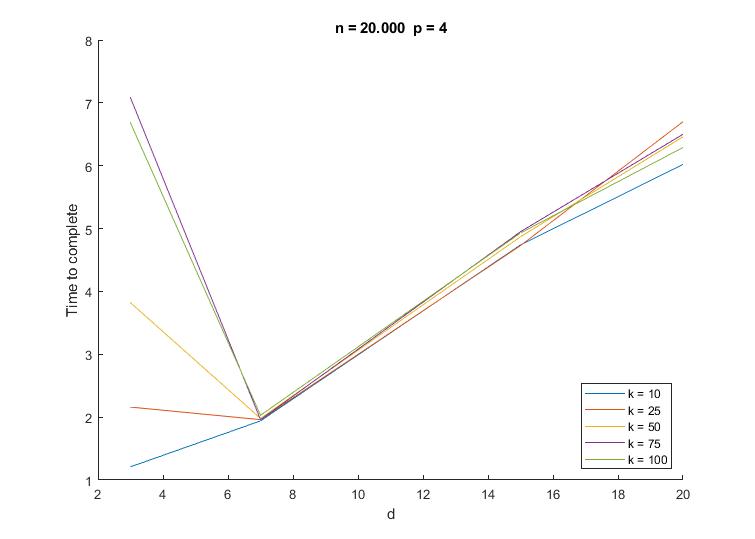 n = 20.000 p = 4
8
7
6
5
4
3
2
1
Time to complete
2 4 6 8 10 12 14 16 18 20
d
k = 10
k = 25
k = 50
k = 75
k = 100